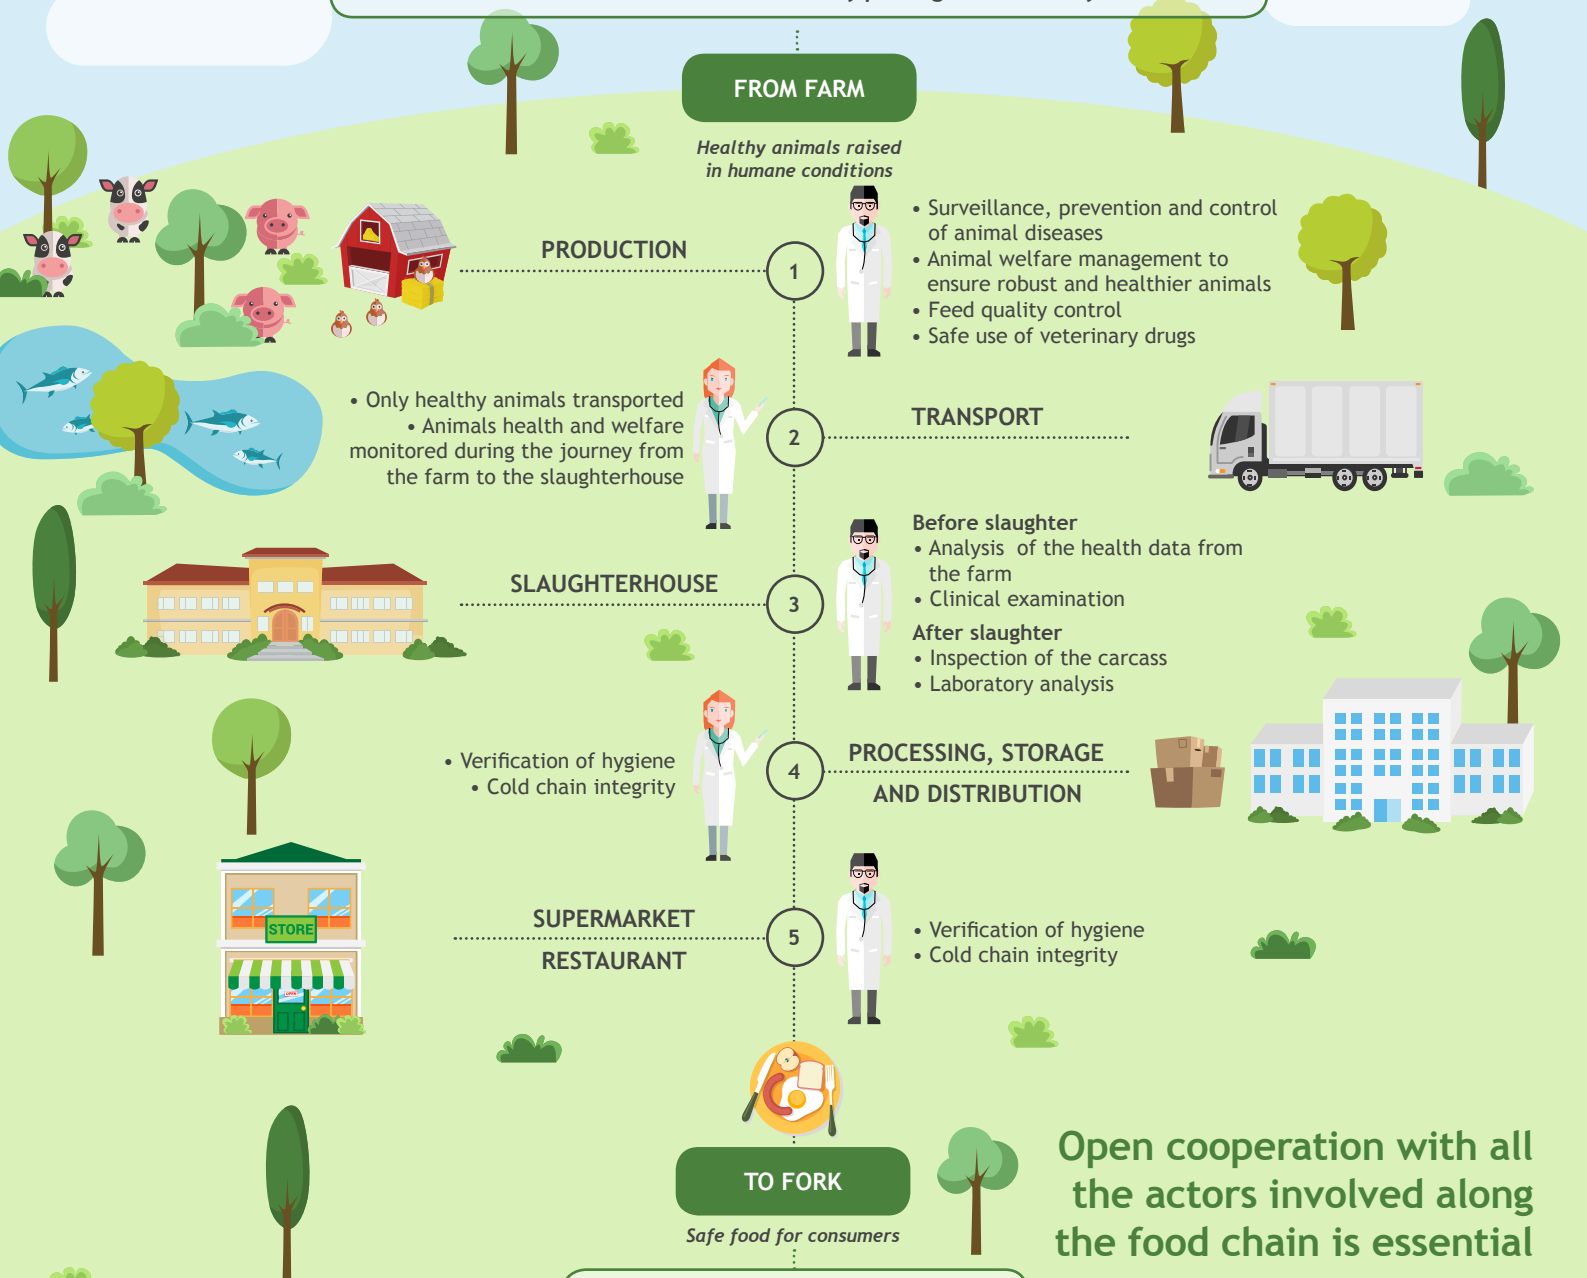 FROM FARM
Healthy animals raised
in humane conditions
PRODUCTION
1
• Surveillance, prevention and control
of animal diseases
• Animal welfare management to
ensure robust and healthier animals
• Feed quality control
• Safe use of veterinary drugs
• Only healthy animals transported
• Animals health and welfare
monitored during the journey from
the farm to the slaughterhouse
2
TRANSPORT
SLAUGHTERHOUSE
3
Before slaughter
• Analysis of the health data from
the farm
• Clinical examination
After slaughter
• Inspection of the carcass
• Laboratory analysis
• Verification of hygiene
• Cold chain integrity
4
PROCESSING, STORAGE
AND DISTRIBUTION
STORE
SUPERMARKET
RESTAURANT
5
• Verification of hygiene
• Cold chain integrity
TO FORK
Safe food for consumers
Open cooperation with all
the actors involved along
the food chain is essential